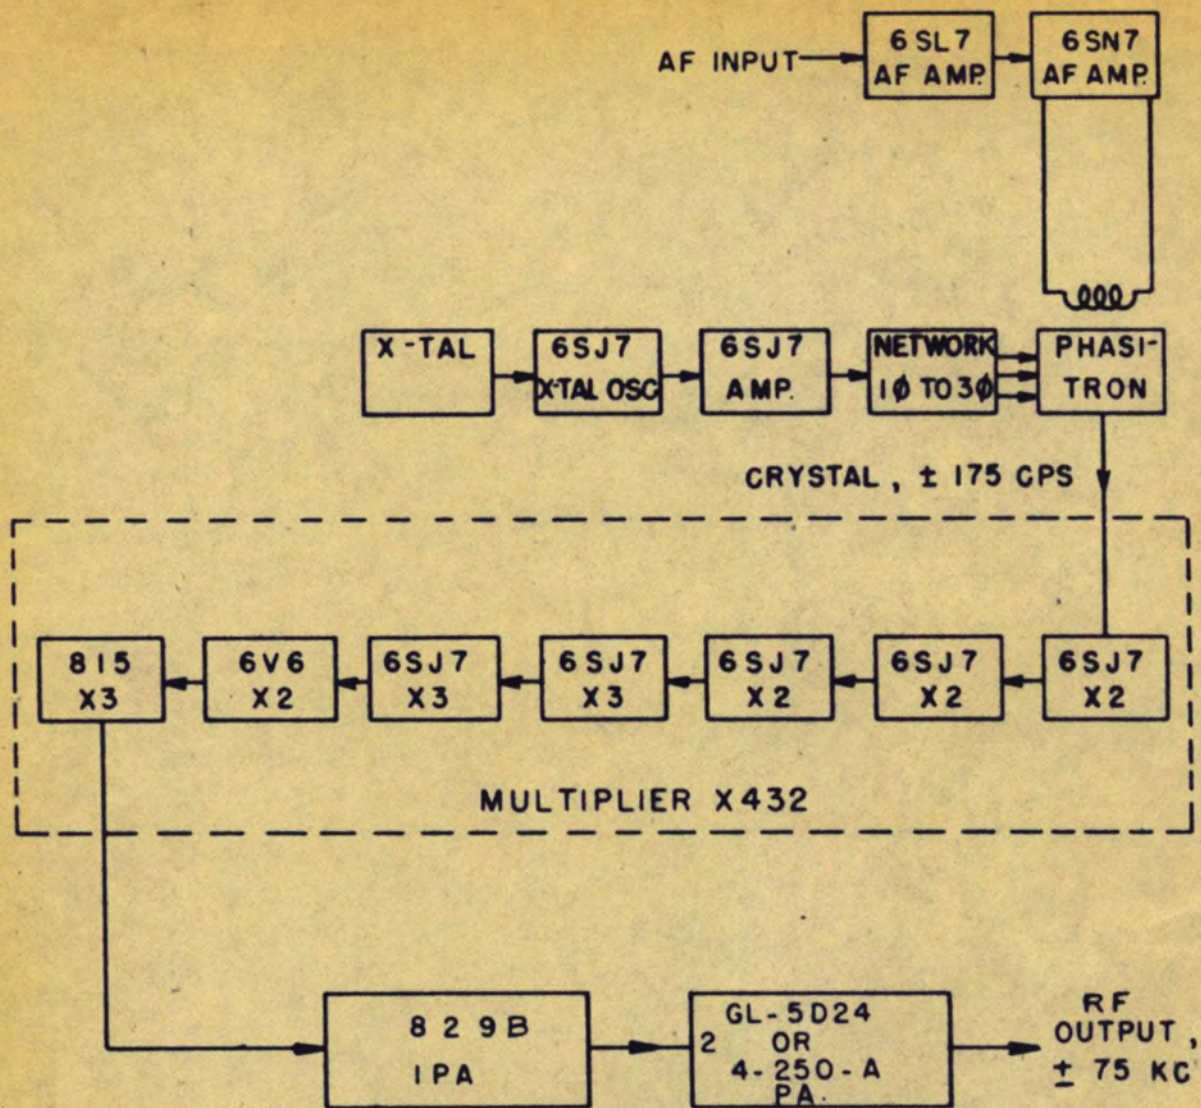 AF INPUT
6SL7
AF AMP.
6SN7
AF AMP.
X-TAL
6SJ7
X-TAL OSC
6SJ7
AMP.
NETWORK
1Ø TO 3Ø
PHASI-
TRON
CRYSTAL, ± 175 CPS
815
X3
6V6
X2
6SJ7
X3
6SJ7
X3
6SJ7
X2
6SJ7
X2
6SJ7
X2
MULTIPLIER X432
829B
IPA
GL-5D24
2 OR
4-250-A
PA.
RF
OUTPUT,
± 75 KC